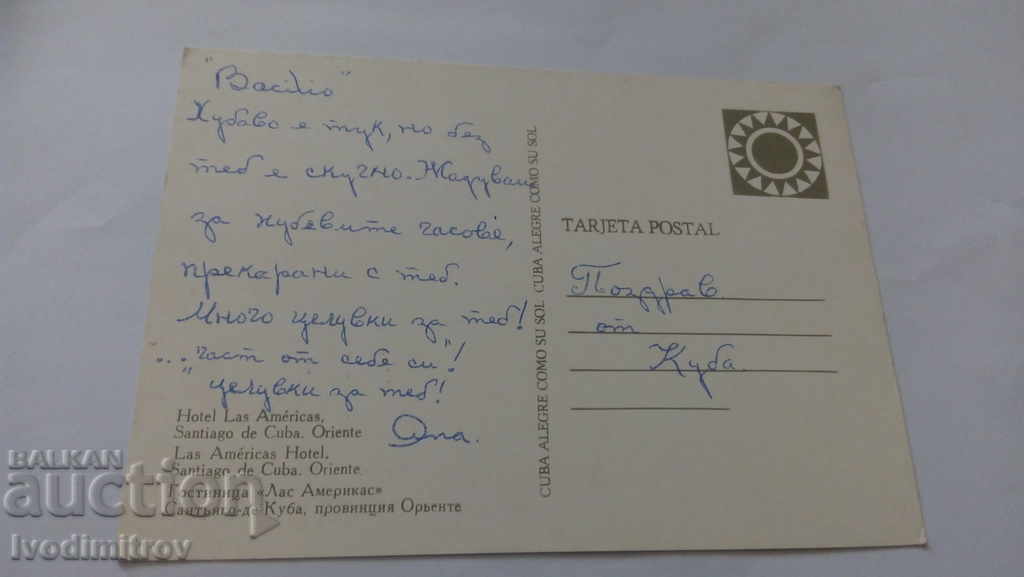 "Bacilio"
Хубаво е тук, но без
теб е скучно. Жадувам
за хубавите часове,
прекарани с теб.
Много целувки за теб!
... "част от себе си"!
целувки за теб!
Hotel Las Américas,
Santiago de Cuba. Oriente
Las Américas Hotel,
Santiago de Cuba. Oriente
Гостиница «Лас Америкас»
Сантьяго-де Куба, провинция Орьенте
CUBA ALEGRE COMO SU SOL CUBA ALEGRE COMO SU SOL
TARJETA POSTAL
Поздрав
от
Куба.
BALKAN
auction
Ivodimitrov